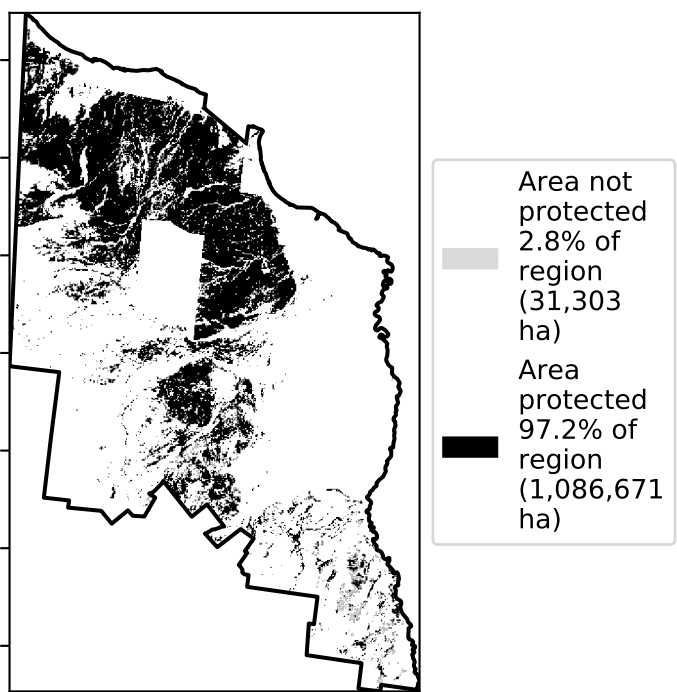 Area not
protected
2.8% of
region
(31,303
ha)
Area
protected
97.2% of
region
(1,086,671
ha)